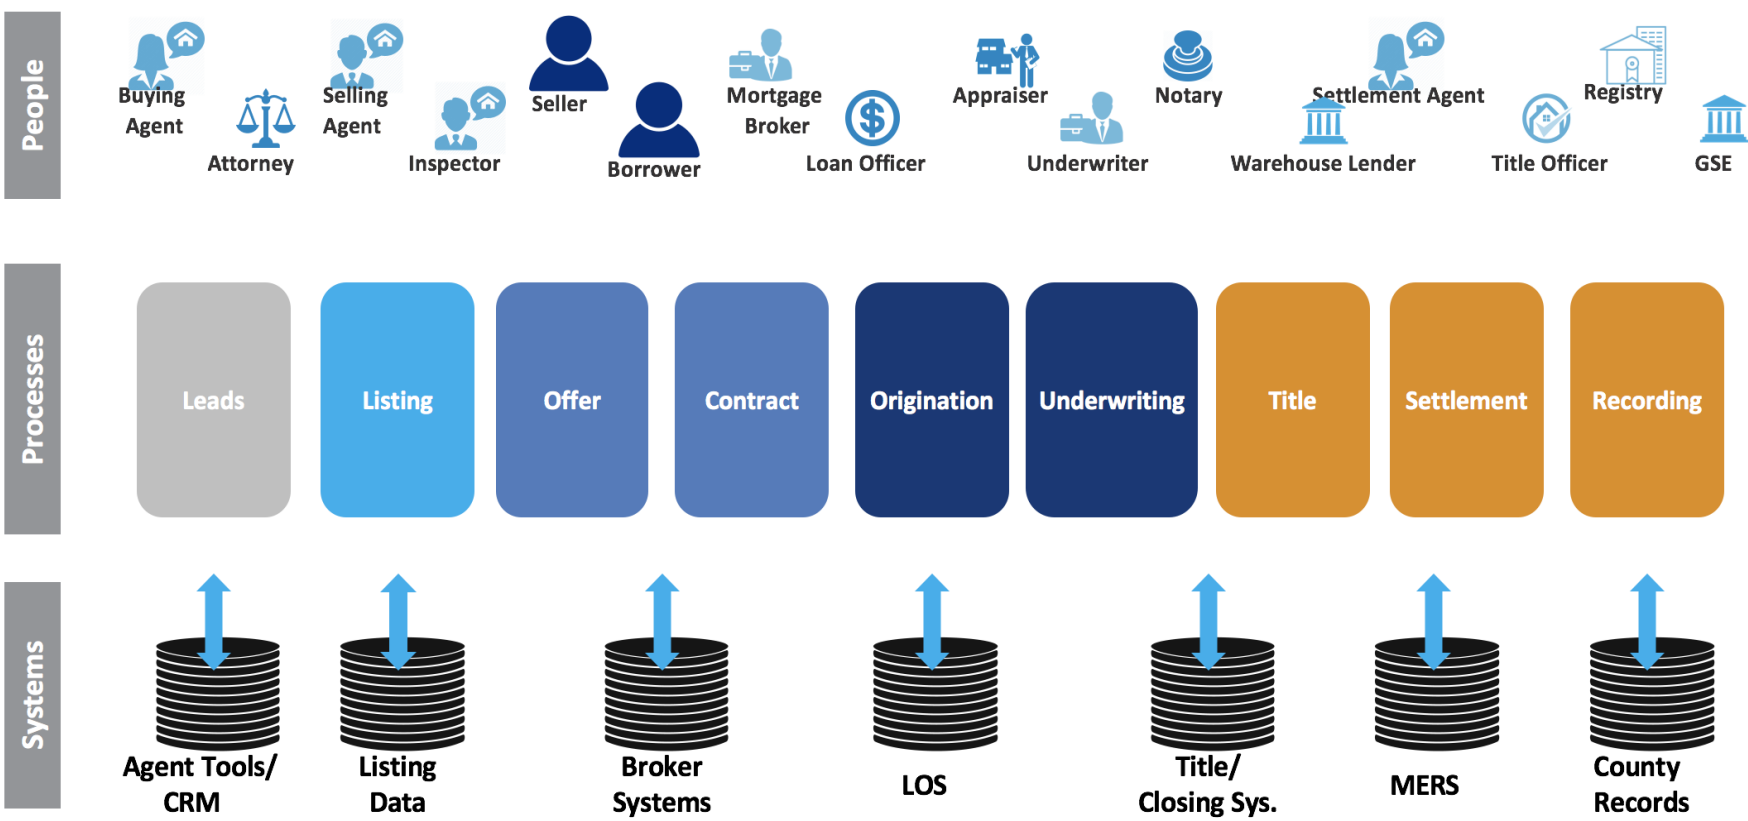 People
Buying
Agent
Attorney
Selling
Agent
Inspector
Seller
Borrower
Mortgage
Broker
Loan Officer
Appraiser
Underwriter
Notary
Settlement Agent
Warehouse Lender
Title Officer
Registry
GSE
Processes
Leads
Listing
Offer
Contract
Origination
Underwriting
Title
Settlement
Recording
Systems
Agent Tools/
CRM
Listing
Data
Broker
Systems
LOS
Title/
Closing Sys.
MERS
County
Records